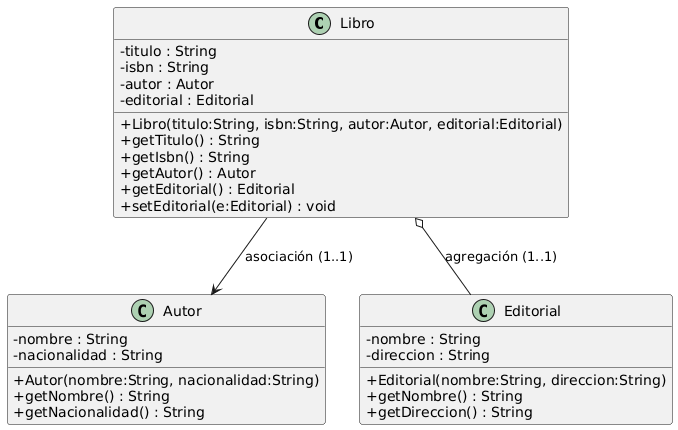 C Libro
-titulo : String
-isbn : String
-autor : Autor
-editorial : Editorial
+Libro(titulo:String, isbn:String, autor:Autor, editorial:Editorial)
+getTitulo() : String
+getIsbn() : String
+getAutor() : Autor
+getEditorial() : Editorial
+setEditorial(e:Editorial) : void
asociación (1..1)
agregación (1..1)
C Autor
-nombre : String
-nacionalidad : String
+Autor(nombre:String, nacionalidad:String)
+getNombre() : String
+getNacionalidad() : String
C Editorial
-nombre : String
-direccion : String
+Editorial(nombre:String, direccion:String)
+getNombre() : String
+getDireccion() : String